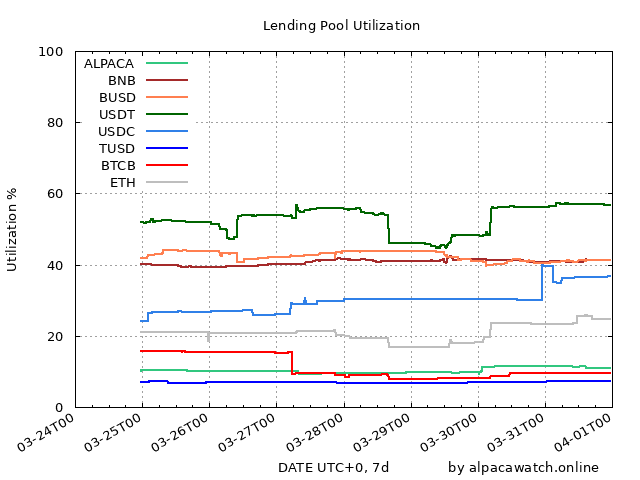 Lending Pool Utilization
100
80
60
40
20
0
Utilization %
ALPACA
BNB
BUSD
USDT
USDC
TUSD
BTCB
ETH
03-24T00
03-25T00
03-26T00
03-27T00
03-28T00
03-29T00
03-30T00
03-31T00
04-01T00
DATE UTC+0, 7d
by alpacawatch.online